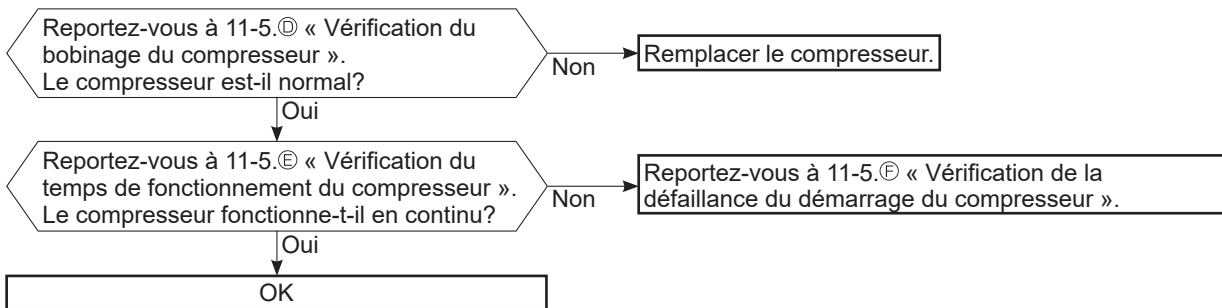 Reportez-vous à 11-5.Ⓓ « Vérification du
bobinage du compresseur ».
Le compresseur est-il normal?
Non
Remplacer le compresseur.
Oui
Reportez-vous à 11-5.Ⓔ « Vérification du
temps de fonctionnement du compresseur ».
Le compresseur fonctionne-t-il en continu?
Non
Reportez-vous à 11-5.Ⓕ « Vérification de la
défaillance du démarrage du compresseur ».
Oui
OK